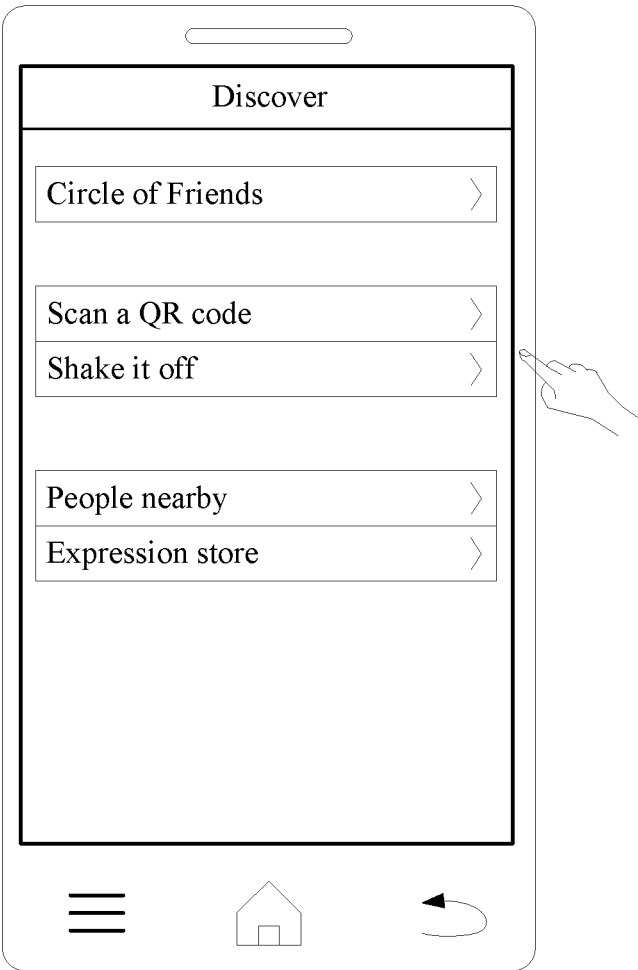 Discover
Circle of Friends
Scan a QR code
Shake it off
People nearby
Expression store